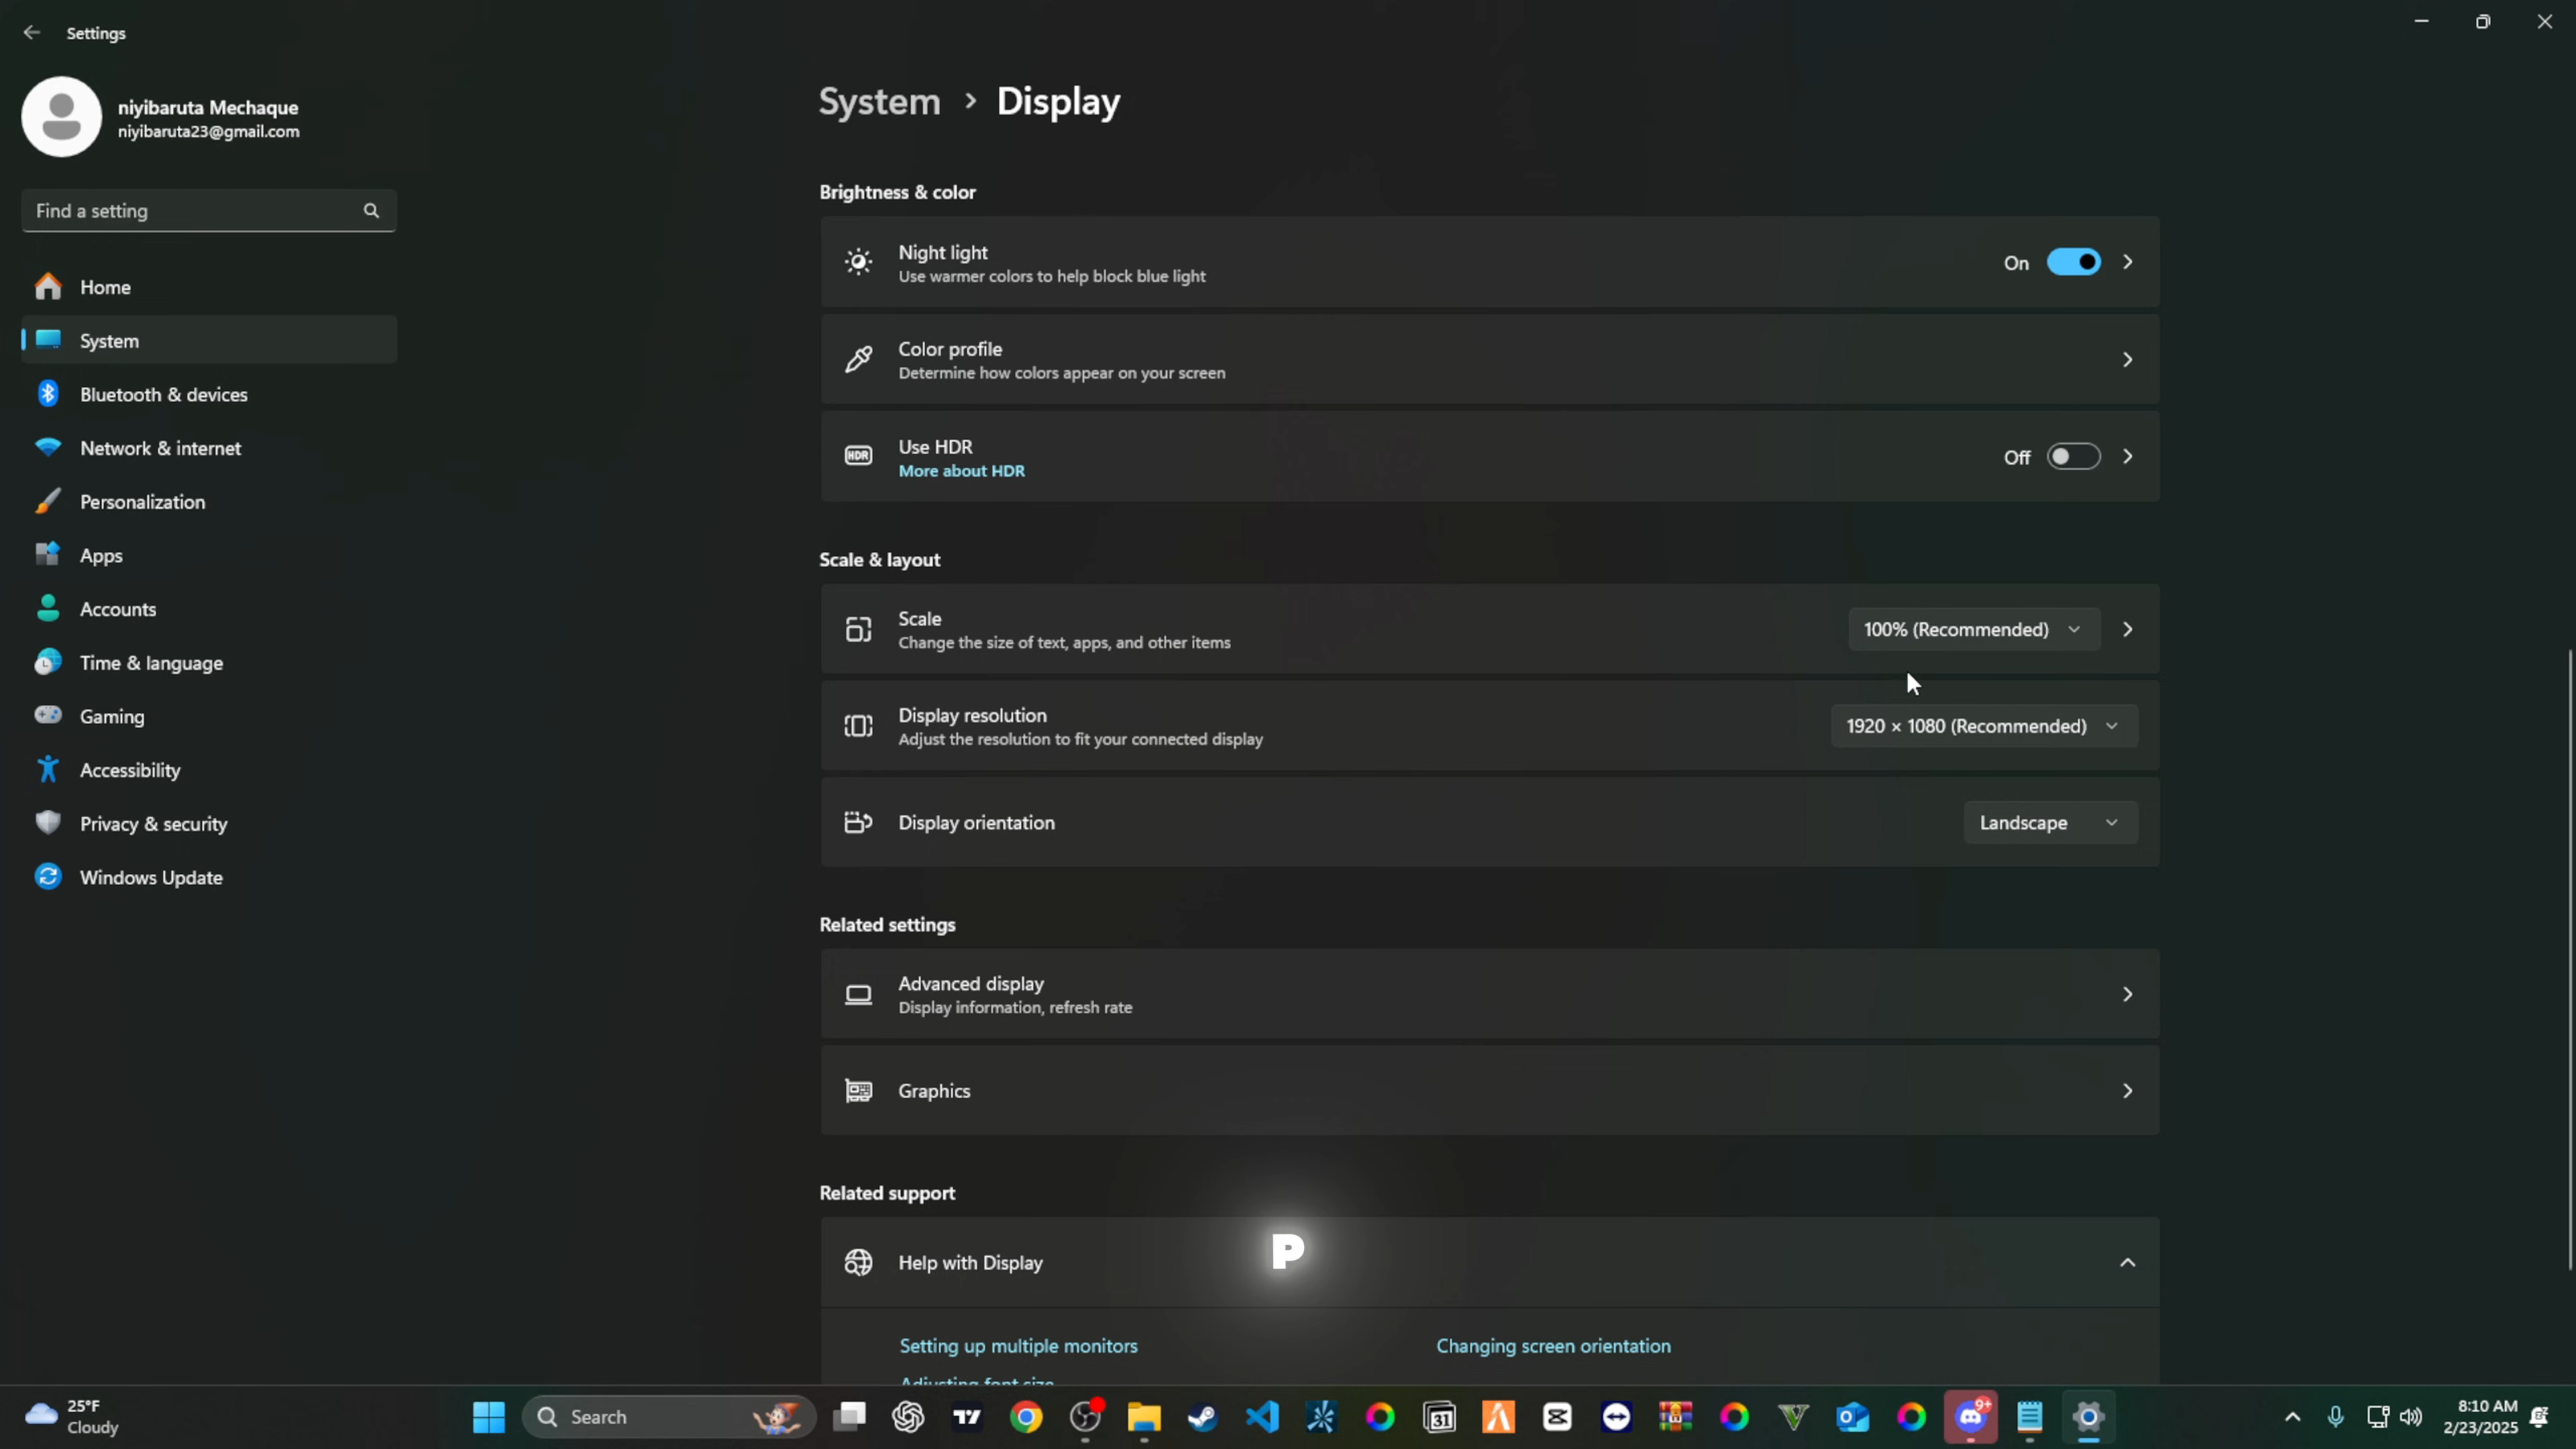 Settings
niyibaruta Mechaque
niyibaruta23@gmail.com
Find a setting
Home
System
Bluetooth & devices
Network & internet
Personalization
Apps
Accounts
Time & language
Gaming
Accessibility
Privacy & security
Windows Update
System > Display
Brightness & color
Night light
Use warmer colors to help block blue light
On
Color profile
Determine how colors appear on your screen
HDR
Use HDR
More about HDR
Off
Scale & layout
Scale
Change the size of text, apps, and other items
100% (Recommended)
Display resolution
Adjust the resolution to fit your connected display
1920 × 1080 (Recommended)
Display orientation
Landscape
Related settings
Advanced display
Display information, refresh rate
Graphics
Related support
Help with Display
P
Setting up multiple monitors
Changing screen orientation
Adjusting font size
25°F
Cloudy
Search
31
9+
8:10 AM
2/23/2025